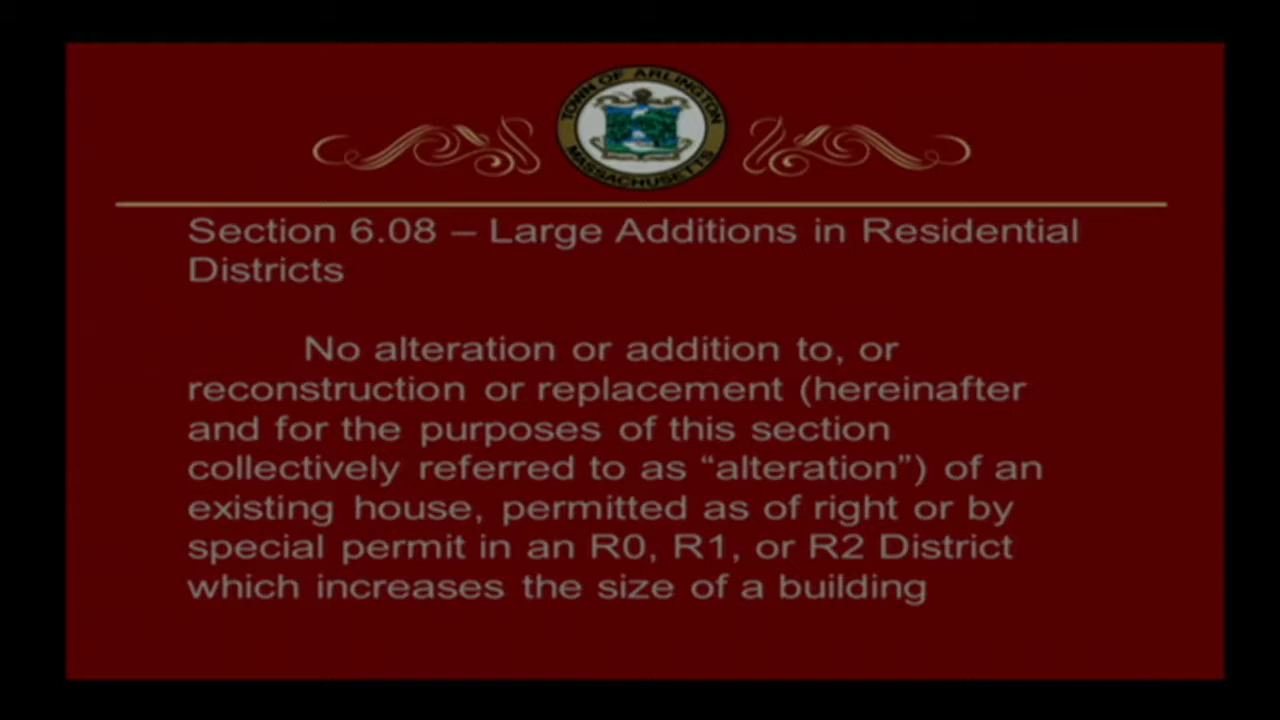 TOWN OF ARLINGTON
MASSACHUSETTS
Section 6.08 – Large Additions in Residential
Districts
No alteration or addition to, or
reconstruction or replacement (hereinafter
and for the purposes of this section
collectively referred to as “alteration”) of an
existing house, permitted as of right or by
special permit in an R0, R1, or R2 District
which increases the size of a building